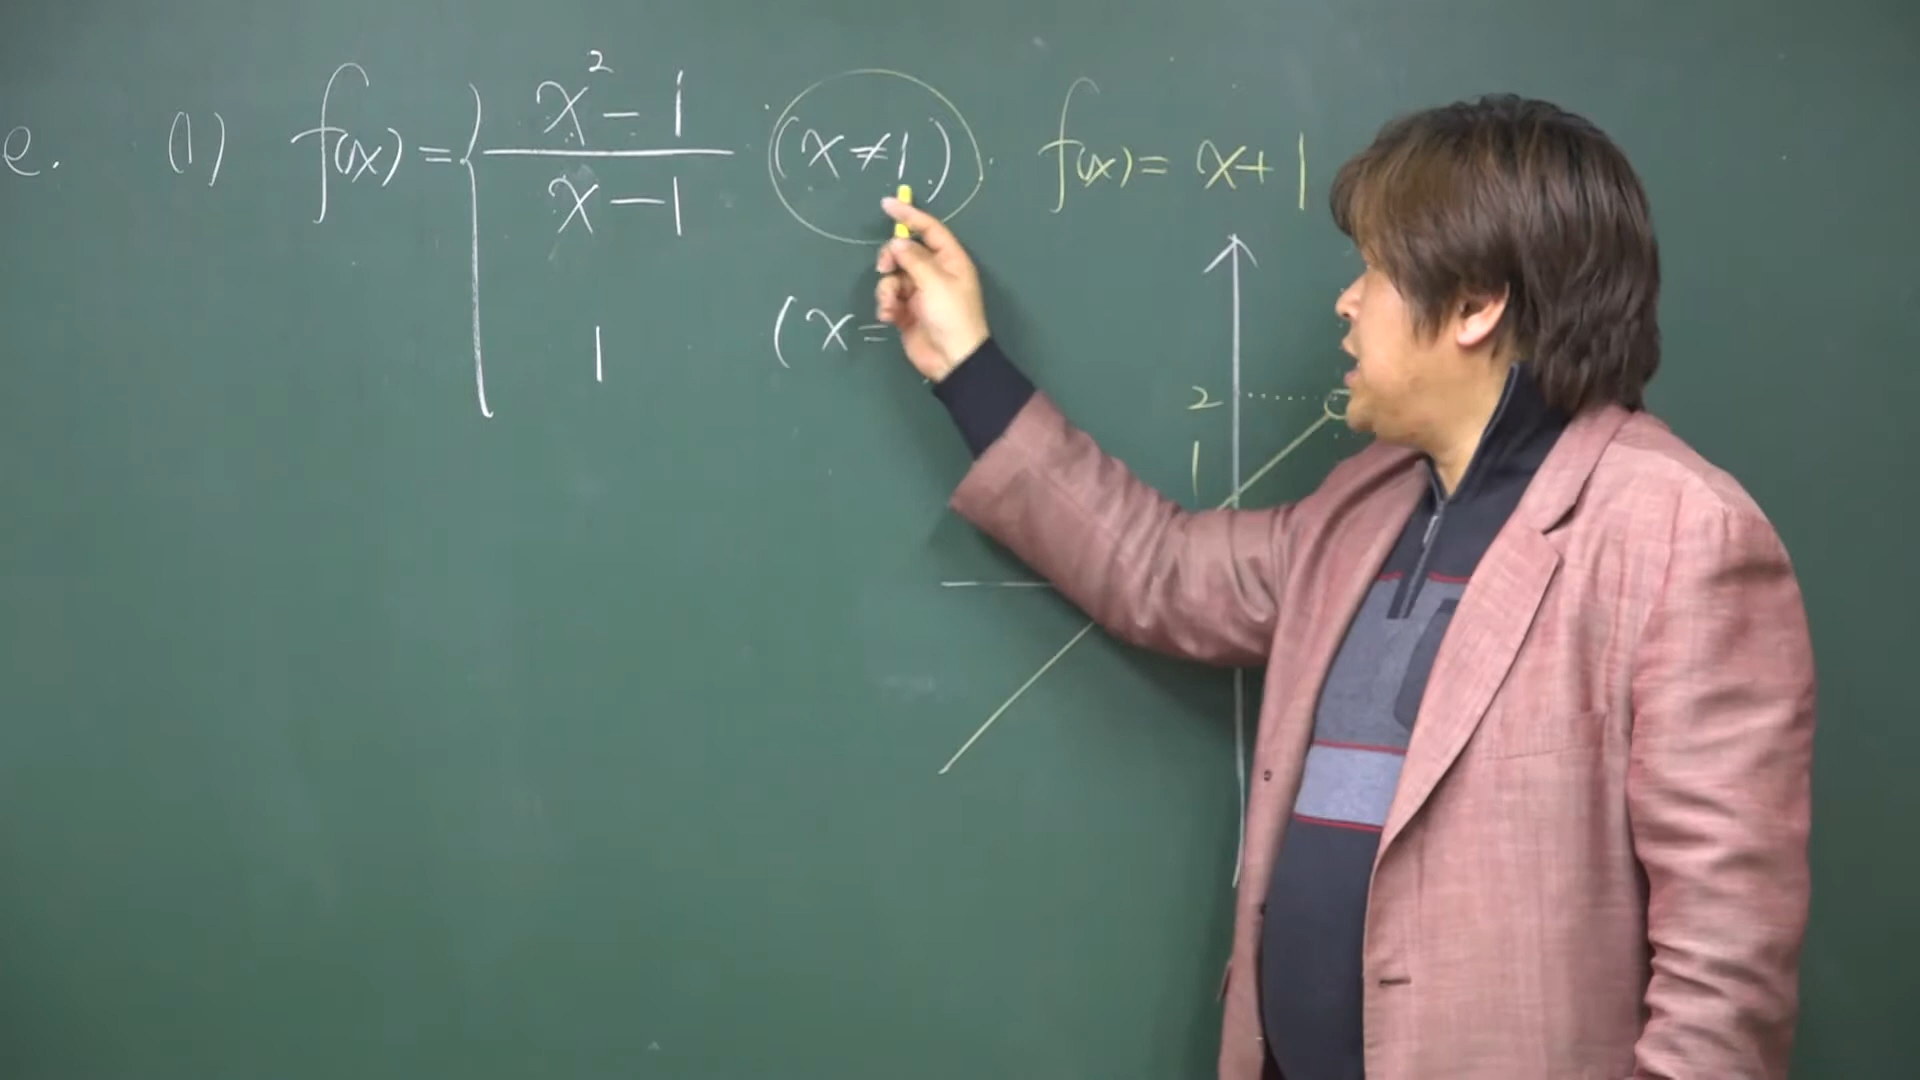 e. (1) f(x) = { x² - 1 / x - 1 (x ≠ 1) f(x) = x + 1
1 (x =
2
1